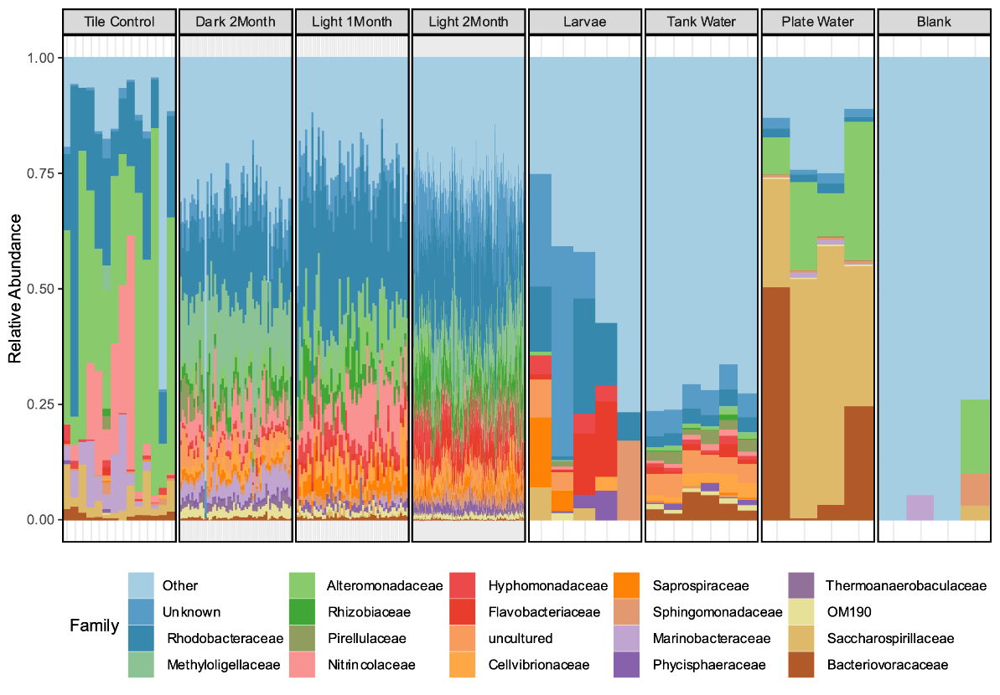 Tile Control Dark 2Month Light 1Month Light 2Month Larvae Tank Water Plate Water Blank
1.00
0.75
0.50
0.25
0.00
Relative Abundance
Family
Other Alteromonadaceae Hyphomonadaceae Saprospiraceae Thermoanaerobaculaceae
Unknown Rhizobiaceae Flavobacteriaceae Sphingomonadaceae OM190
Rhodobacteraceae Pirellulaceae uncultured Marinobacteraceae Saccharospirillaceae
Methyloligellaceae Nitrincolaceae Cellvibrionaceae Phycisphaeraceae Bacteriovoracaceae